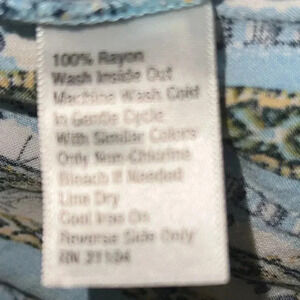 100% Rayon
Wash Inside Out
Machine Wash Cold
In Gentle Cycle
With Similar Colors
Only Non-Chlorine
Bleach If Needed
Line Dry
Cool Iron On
Reverse Side Only
RN